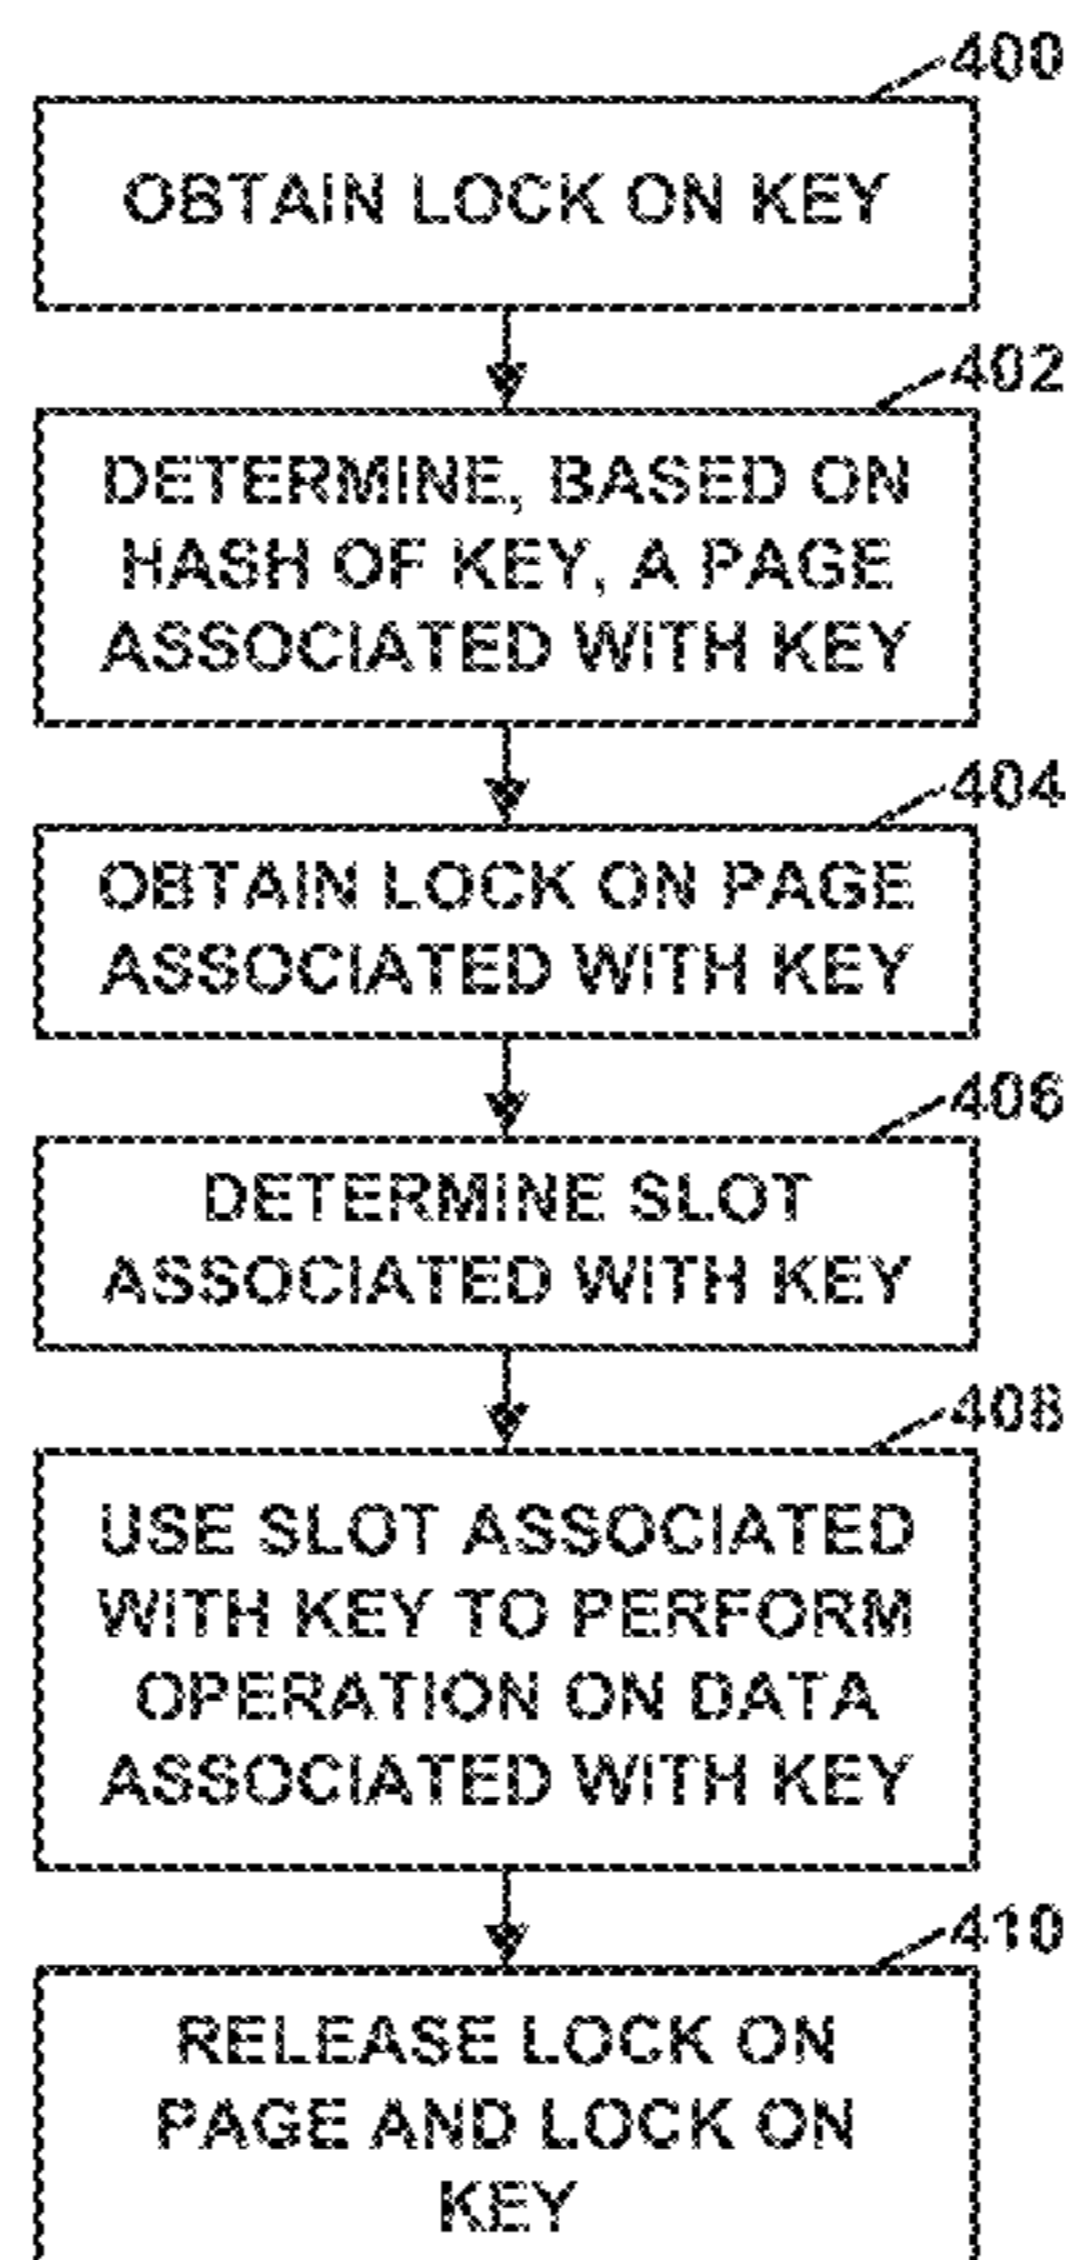 400
OBTAIN LOCK ON KEY
402
DETERMINE, BASED ON
HASH OF KEY, A PAGE
ASSOCIATED WITH KEY
404
OBTAIN LOCK ON PAGE
ASSOCIATED WITH KEY
406
DETERMINE SLOT
ASSOCIATED WITH KEY
408
USE SLOT ASSOCIATED
WITH KEY TO PERFORM
OPERATION ON DATA
ASSOCIATED WITH KEY
410
RELEASE LOCK ON
PAGE AND LOCK ON
KEY